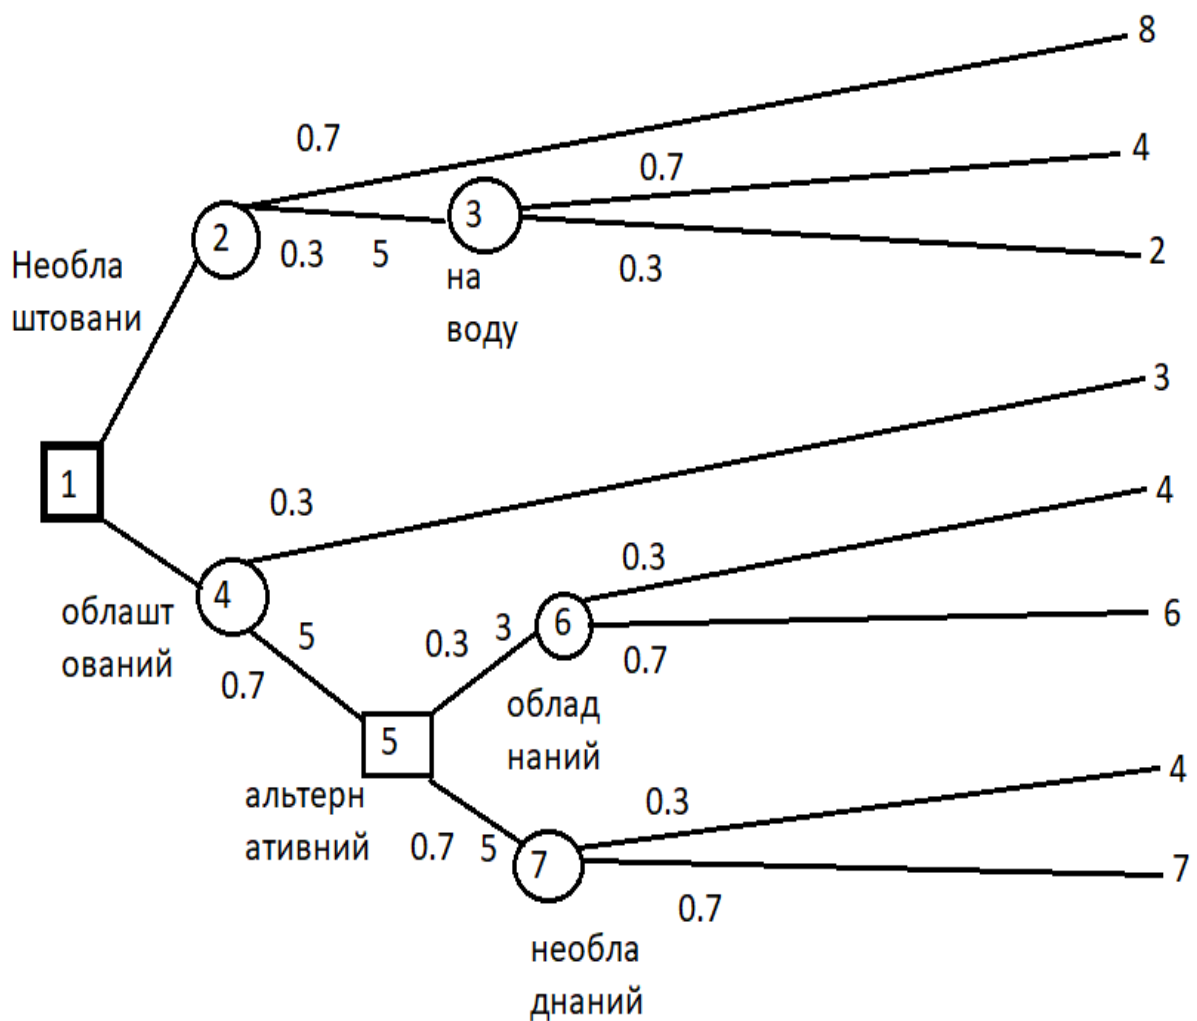 8
0.7
0.7
4
2
3
0.3
5
0.3
2
на
воду
Необла
штовани
3
1
0.3
4
0.3
4
облашт
ований
5
0.3
3
6
6
0.7
0.7
облад
наний
5
4
альтерн
ативний
0.3
0.7
5
7
7
0.7
необла
днаний